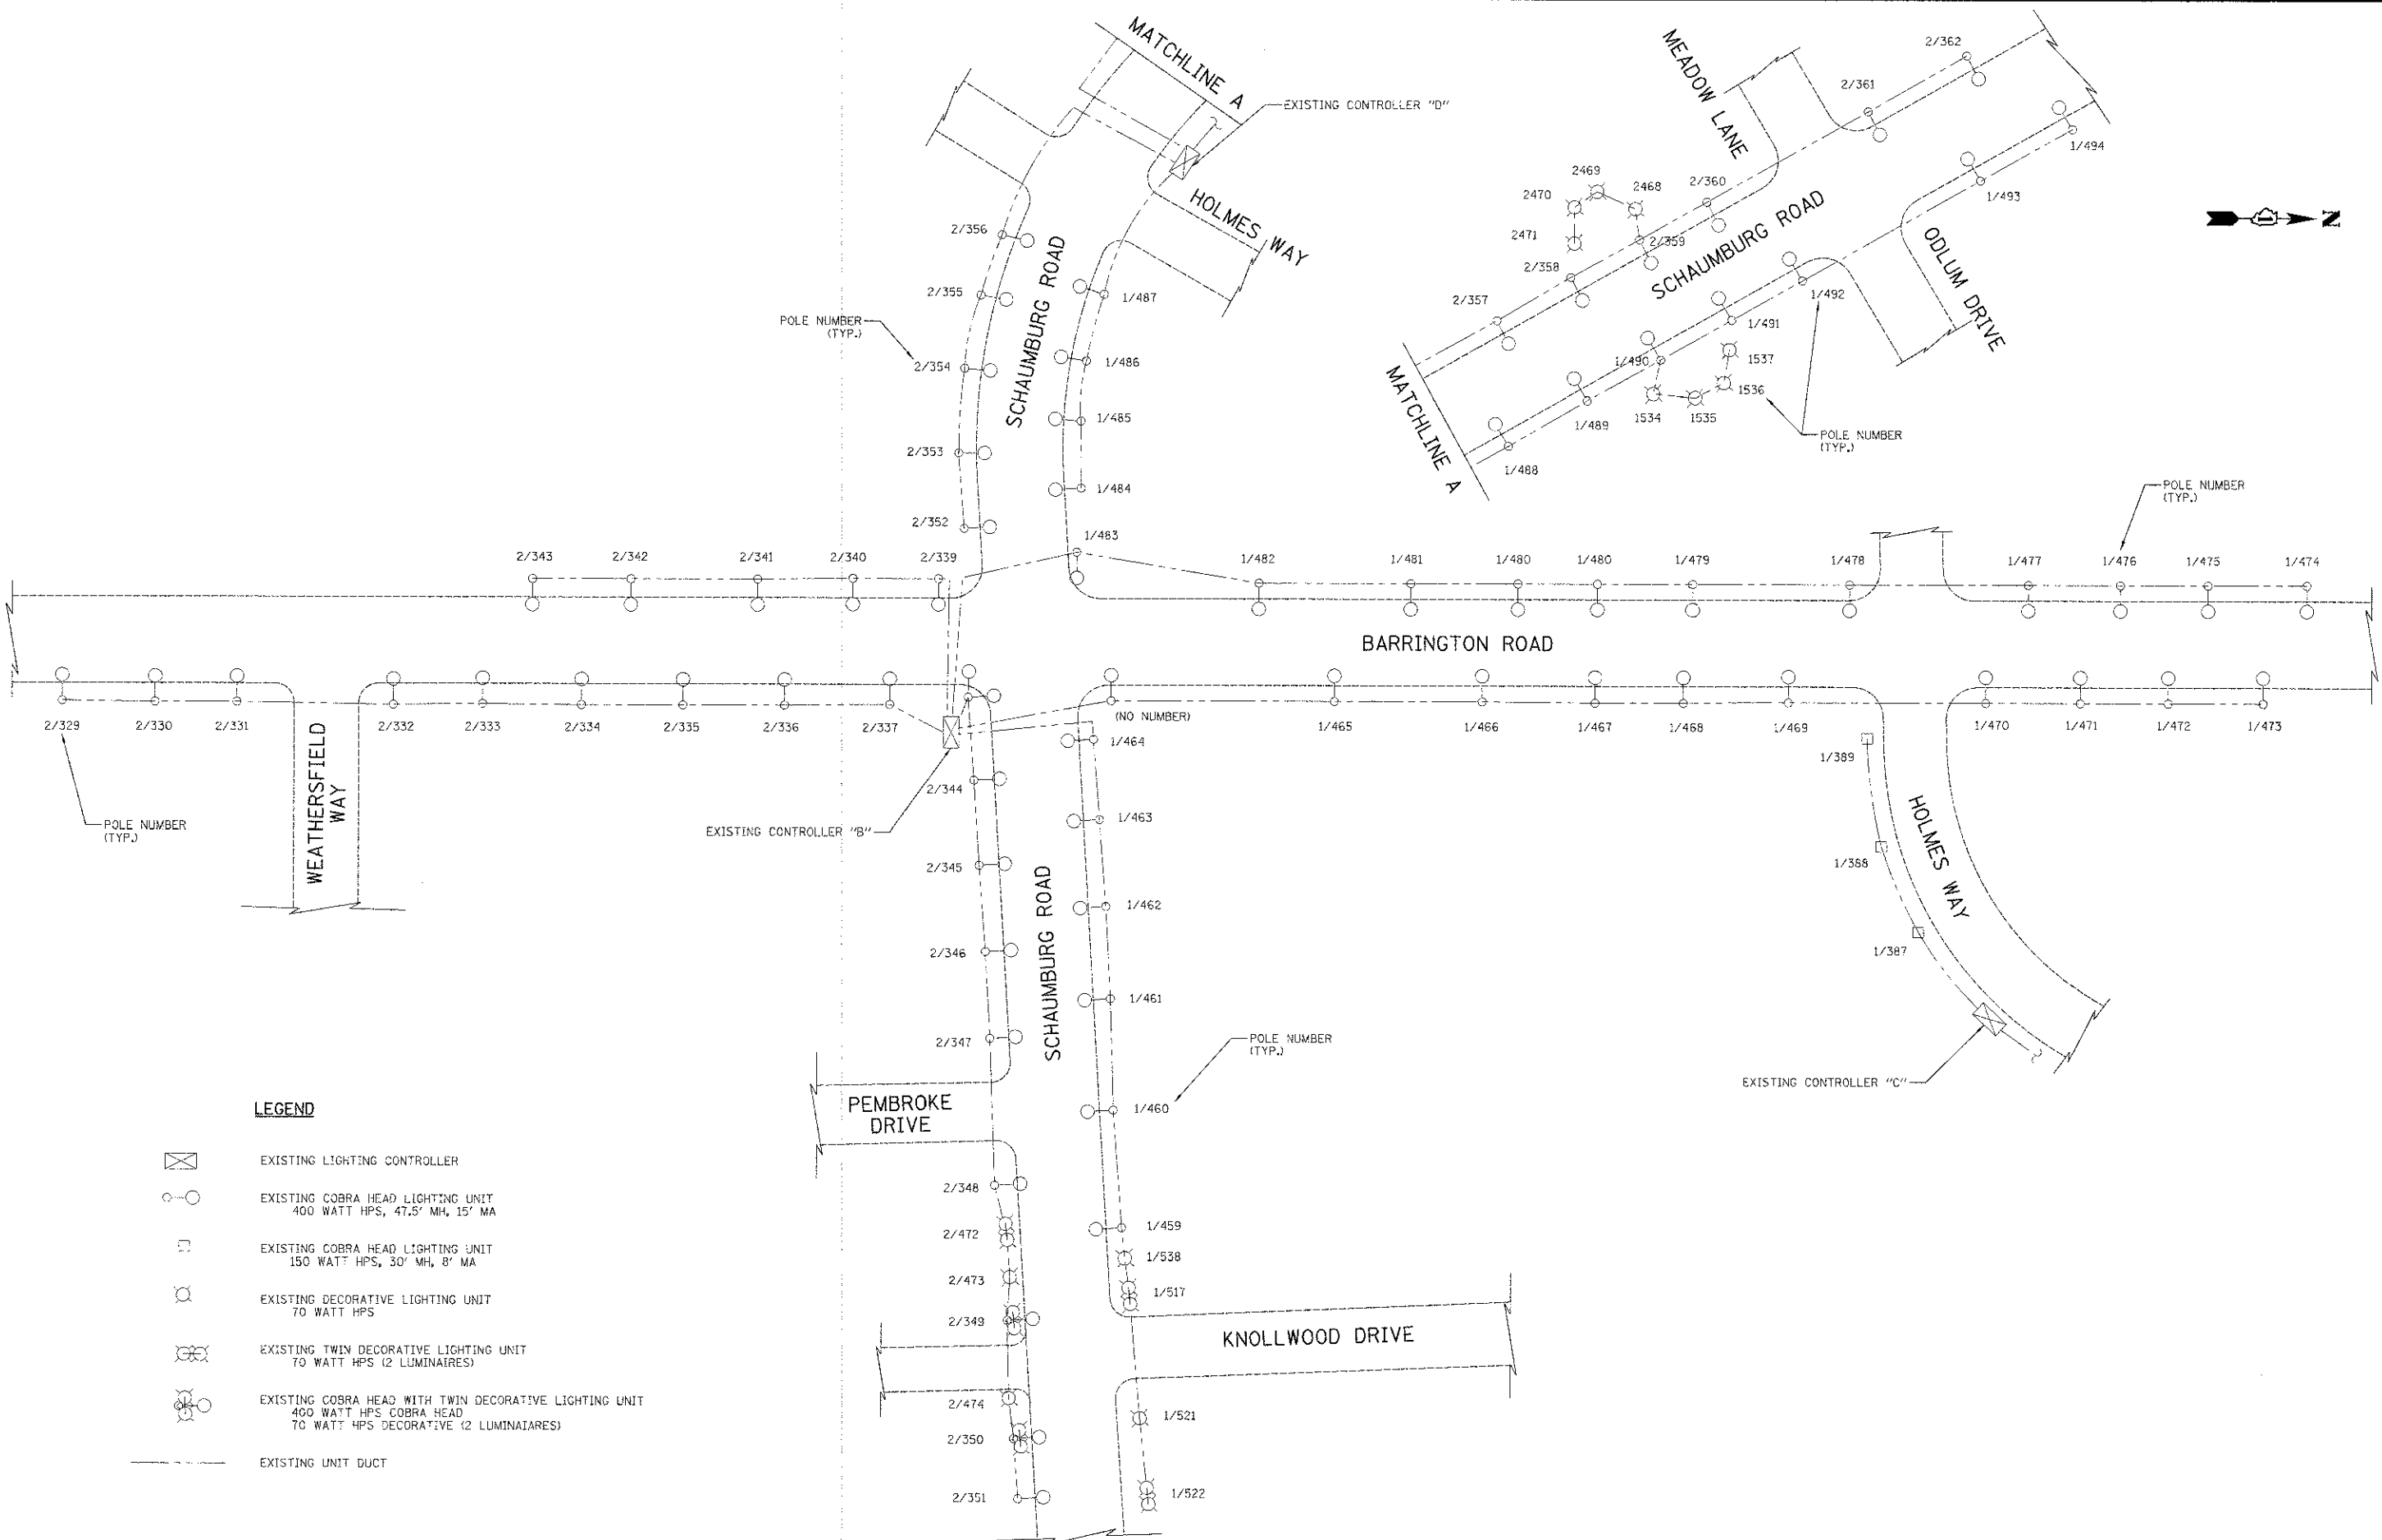 MATCHLINE A
EXISTING CONTROLLER "D"
HOLMES WAY
SCHAUMBURG ROAD
2/356
2/355
2/354
2/353
2/352
POLE NUMBER
(TYP.)
1/487
1/486
1/485
1/484
1/483
MEADOW LANE
2/362
2/361
2/360
2/359
2/358
2/357
2469
2468
2470
2471
SCHAUMBURG ROAD
1/494
1/493
1/492
1/491
1/490
1/489
1/488
1537
1536
1535
1534
ODLUM DRIVE
MATCHLINE A
POLE NUMBER
(TYP.)
N
POLE NUMBER
(TYP.)
2/343
2/342
2/341
2/340
2/339
1/482
1/481
1/480
1/480
1/479
1/478
1/477
1/476
1/475
1/474
BARRINGTON ROAD
2/329
2/330
2/331
2/332
2/333
2/334
2/335
2/336
2/337
(NO NUMBER)
1/465
1/466
1/467
1/468
1/469
1/470
1/471
1/472
1/473
POLE NUMBER
(TYP.)
WEATHERSFIELD
WAY
EXISTING CONTROLLER "B"
2/344
2/345
2/346
2/347
1/464
1/463
1/462
1/461
1/460
1/459
SCHAUMBURG ROAD
POLE NUMBER
(TYP.)
1/389
1/388
1/387
HOLMES WAY
EXISTING CONTROLLER "C"
PEMBROKE
DRIVE
2/348
2/472
2/473
2/349
2/474
2/350
2/351
1/538
1/517
KNOLLWOOD DRIVE
1/521
1/522
LEGEND
EXISTING LIGHTING CONTROLLER
EXISTING COBRA HEAD LIGHTING UNIT
400 WATT HPS, 47.5' MH, 15' MA
EXISTING COBRA HEAD LIGHTING UNIT
150 WATT HPS, 30' MH, 8' MA
EXISTING DECORATIVE LIGHTING UNIT
70 WATT HPS
EXISTING TWIN DECORATIVE LIGHTING UNIT
70 WATT HPS (2 LUMINAIRES)
EXISTING COBRA HEAD WITH TWIN DECORATIVE LIGHTING UNIT
400 WATT HPS COBRA HEAD
70 WATT HPS DECORATIVE (2 LUMINAIARES)
EXISTING UNIT DUCT